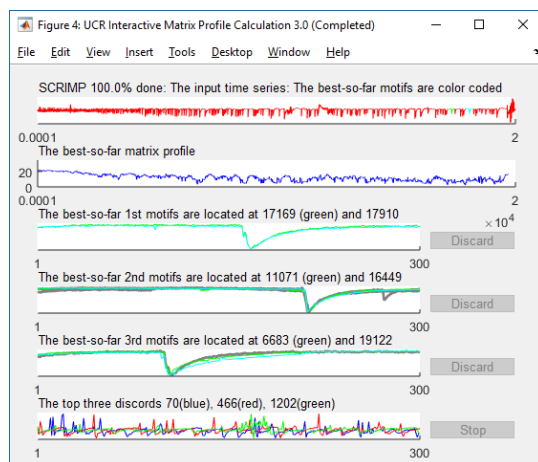 Figure 4: UCR Interactive Matrix Profile Calculation 3.0 (Completed)
File Edit View Insert Tools Desktop Window Help
SCRIMP 100.0% done: The input time series: The best-so-far motifs are color coded
0.0001 2
The best-so-far matrix profile
20
0
0.0001 2
×10^4
The best-so-far 1st motifs are located at 17169 (green) and 17910
Discard
1 300
The best-so-far 2nd motifs are located at 11071 (green) and 16449
Discard
1 300
The best-so-far 3rd motifs are located at 6683 (green) and 19122
Discard
1 300
The top three discords 70(blue), 466(red), 1202(green)
Stop
1 300